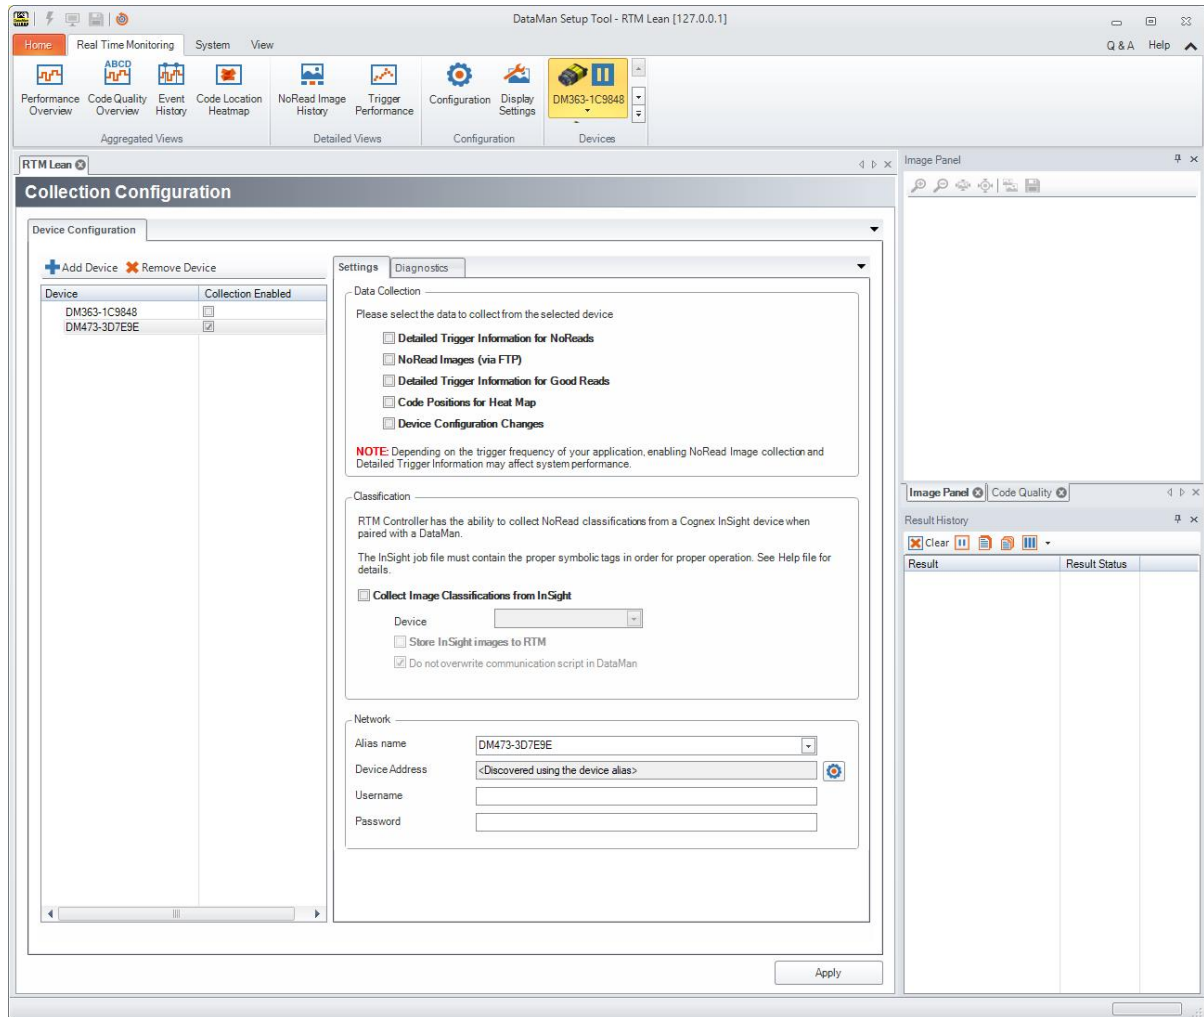 DataMan Setup Tool - RTM Lean [127.0.0.1]
Home Real Time Monitoring System View Q & A Help
Performance Overview
ABCD
Code Quality Overview
Event History
Code Location Heatmap
NoRead Image History
Trigger Performance
Configuration
Display Settings
DM363-1C9848
Aggregated Views Detailed Views Configuration Devices
RTM Lean
Collection Configuration
Device Configuration
Add Device Remove Device
Device Collection Enabled
DM363-1C9848
DM473-3D7E9E
Settings Diagnostics
Data Collection
Please select the data to collect from the selected device
Detailed Trigger Information for NoReads
NoRead Images (via FTP)
Detailed Trigger Information for Good Reads
Code Positions for Heat Map
Device Configuration Changes
NOTE: Depending on the trigger frequency of your application, enabling NoRead Image collection and
Detailed Trigger Information may affect system performance.
Classification
RTM Controller has the ability to collect NoRead classifications from a Cognex InSight device when
paired with a DataMan.
The InSight job file must contain the proper symbolic tags in order for proper operation. See Help file for
details.
Collect Image Classifications from InSight
Device
Store InSight images to RTM
Do not overwrite communication script in DataMan
Network
Alias name DM473-3D7E9E
Device Address <Discovered using the device alias>
Username
Password
Apply
Image Panel
Image Panel Code Quality
Result History
Clear
Result Result Status